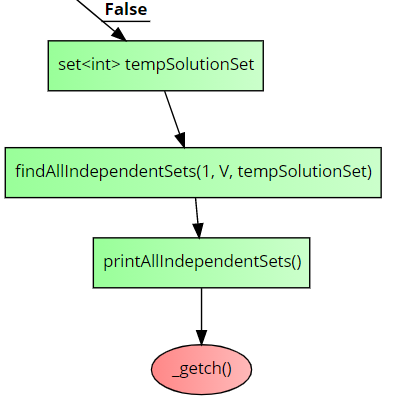 False
set<int> tempSolutionSet
findAllIndependentSets(1, V, tempSolutionSet)
printAllIndependentSets()
_getch()